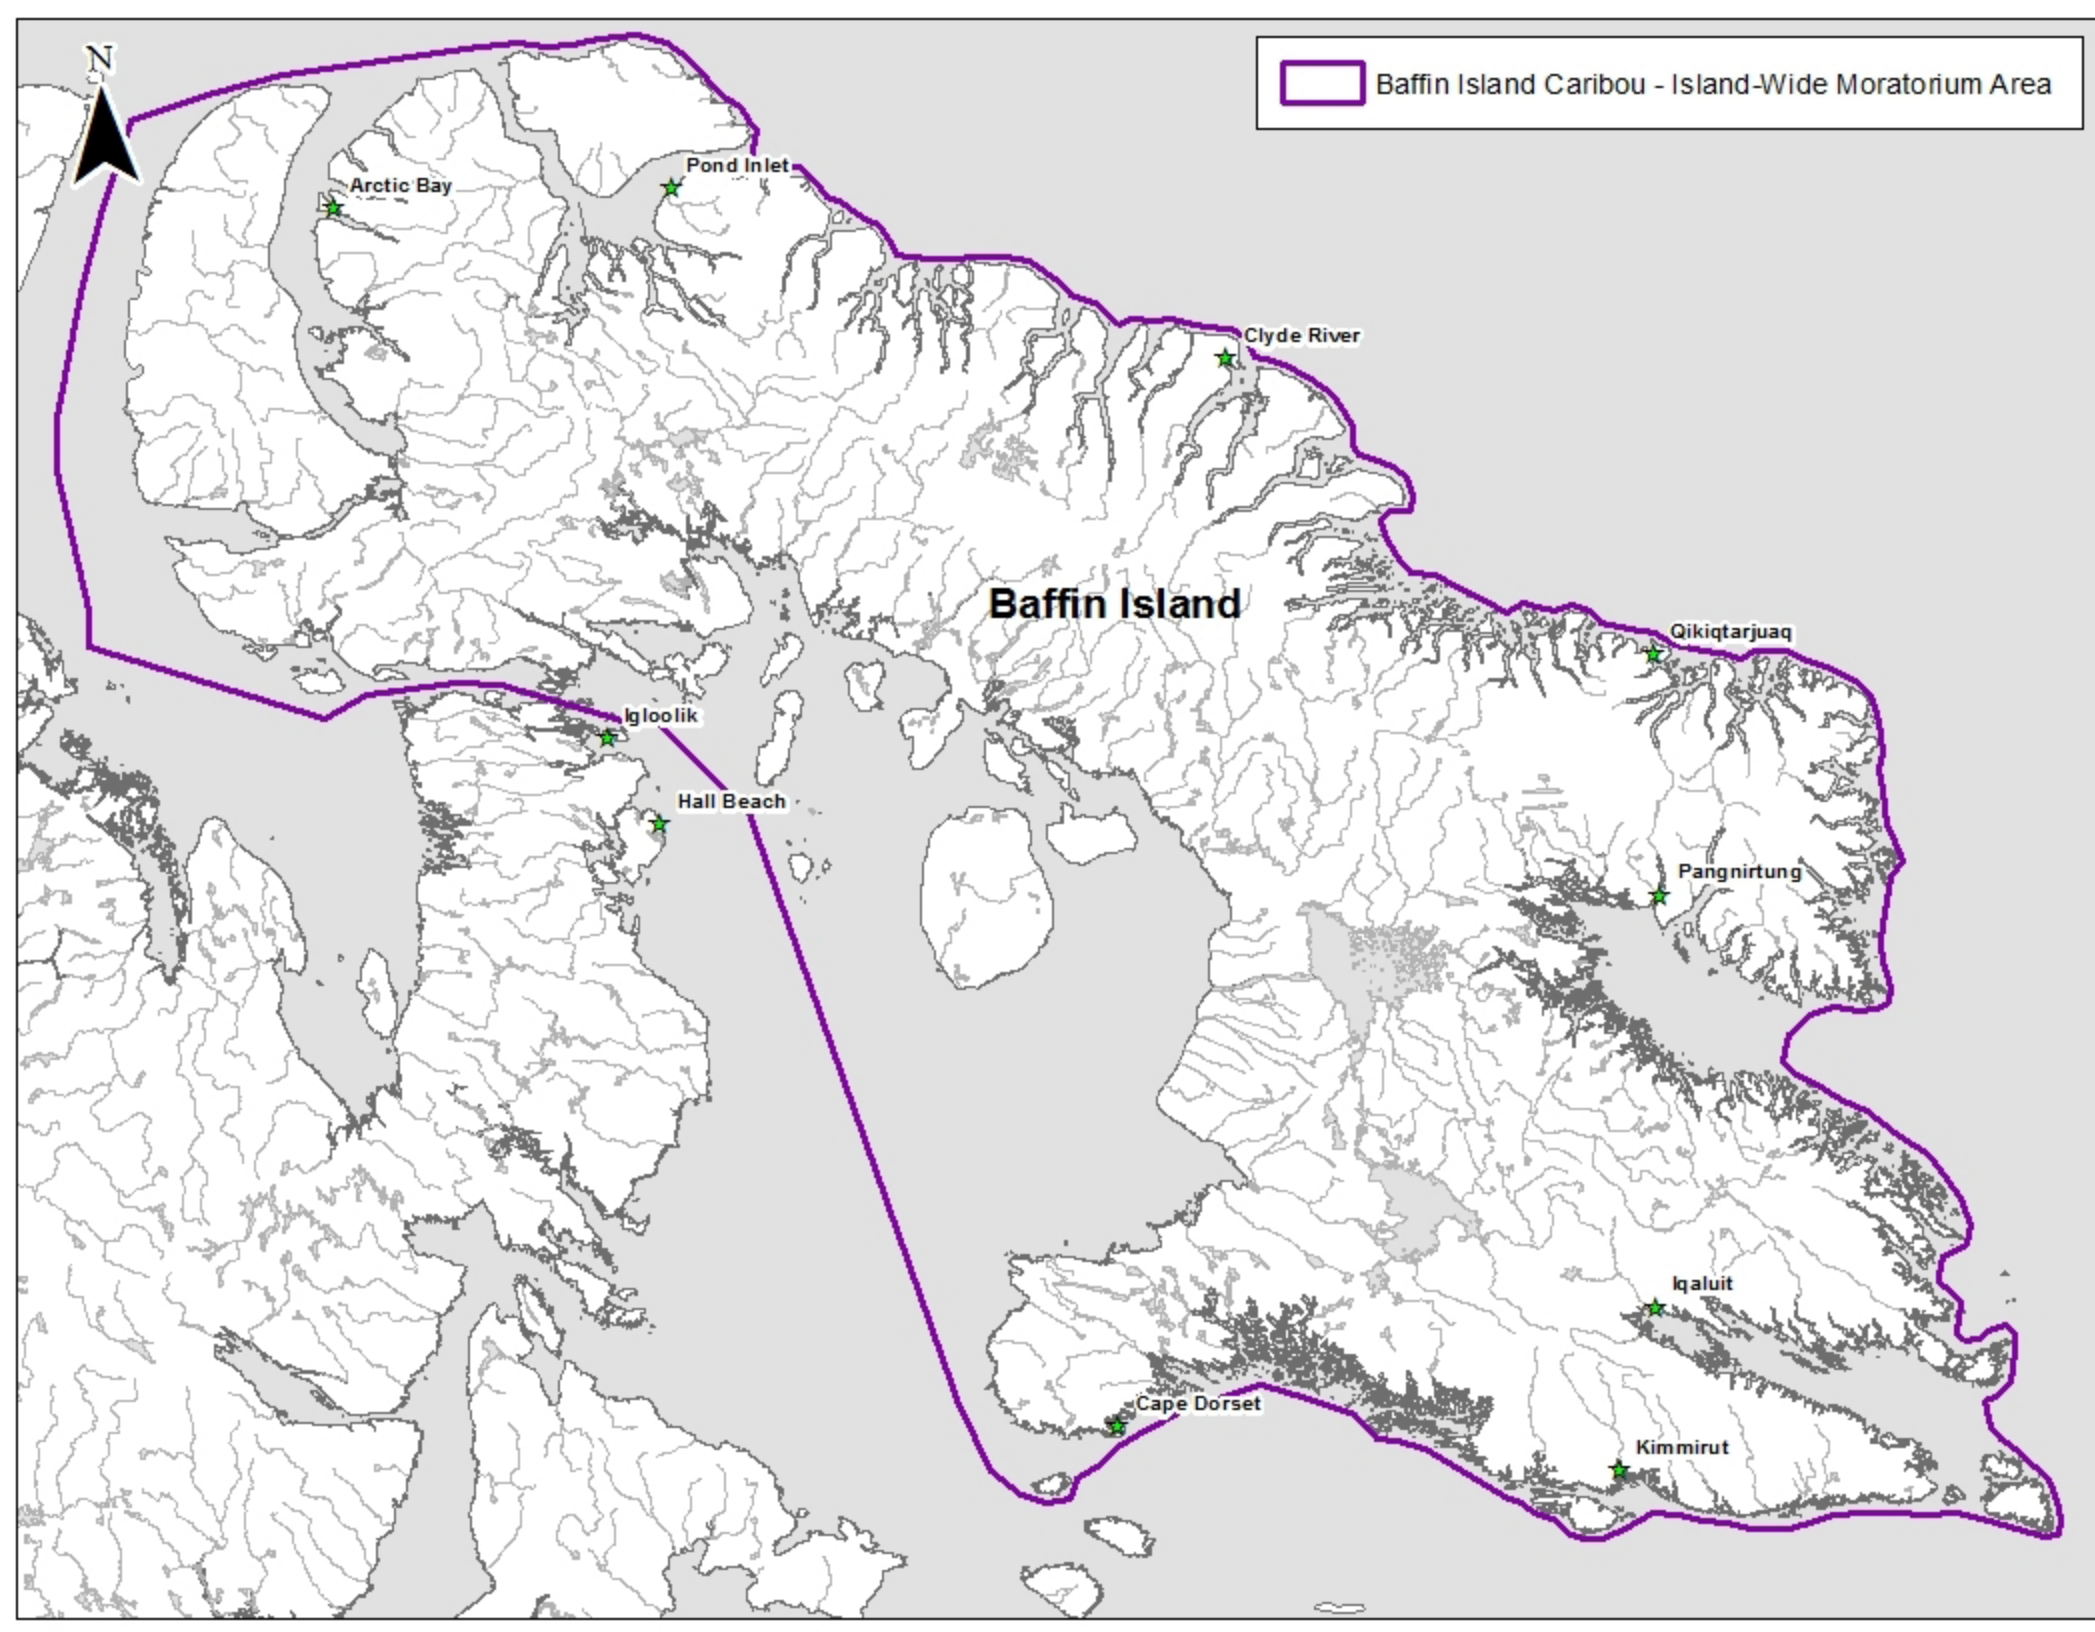 N
Baffin Island Caribou - Island-Wide Moratorium Area
Pond Inlet
Arctic Bay
Clyde River
Baffin Island
Qikiqtarjuaq
Igloolik
Hall Beach
Pangnirtung
Iqaluit
Cape Dorset
Kimmirut